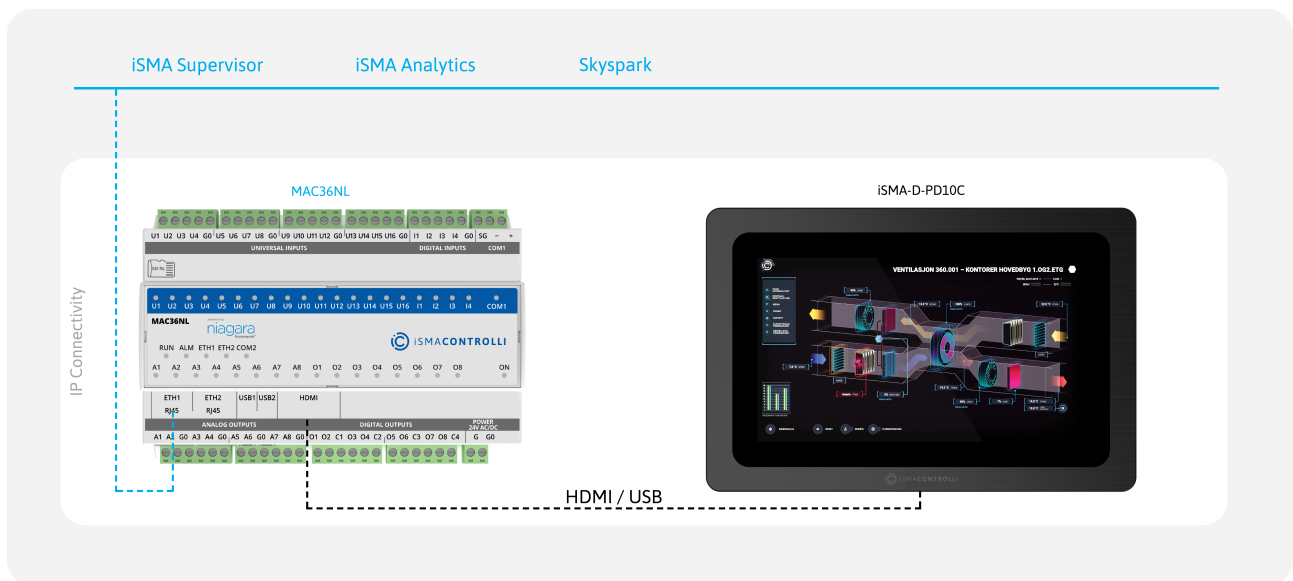 iSMA Supervisor iSMA Analytics Skyspark
IP Connectivity
MAC36NL
U1 U2 U3 U4 G0 U5 U6 U7 U8 G0 U9 U10 U11 U12 G0 U13 U14 U15 U16 G0 I1 I2 I3 I4 G0 SG - +
UNIVERSAL INPUTS DIGITAL INPUTS COM1
SD-NL
U1 U2 U3 U4 U5 U6 U7 U8 U9 U10 U11 U12 U13 U14 U15 U16 I1 I2 I3 I4 COM1
MAC36NL
niagara
iSMACONTROLLI
RUN ALM ETH1 ETH2 COM2
A1 A2 A3 A4 A5 A6 A7 A8 O1 O2 O3 O4 O5 O6 O7 O8 ON
ETH1 ETH2 USB1 USB2 HDMI
RJ45 RJ45
ANALOG OUTPUTS DIGITAL OUTPUTS POWER
24V AC/DC
A1 A2 G0 A3 A4 G0 A5 A6 G0 A7 A8 G0 O1 O2 C1 O3 O4 C2 O5 O6 C3 O7 O8 C4 G G0
iSMA-D-PD10C
VENTILASJON 360.001 – KONTORER HOVEDBYG 1.OG2.ETG
iSMACONTROLLI
HDMI / USB